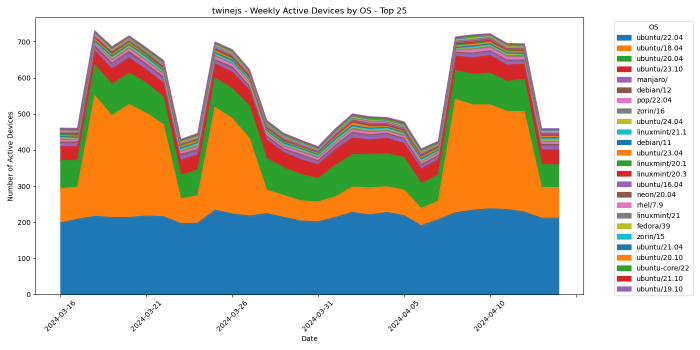 twinejs - Weekly Active Devices by OS - Top 25
Number of Active Devices
700
600
500
400
300
200
100
0
2024-03-16
2024-03-21
2024-03-26
2024-03-31
2024-04-05
2024-04-10
Date
OS
ubuntu/22.04
ubuntu/18.04
ubuntu/20.04
ubuntu/23.10
manjaro/
debian/12
pop/22.04
zorin/16
ubuntu/24.04
linuxmint/21.1
debian/11
ubuntu/23.04
linuxmint/20.1
linuxmint/20.3
ubuntu/16.04
neon/20.04
rhel/7.9
linuxmint/21
fedora/39
zorin/15
ubuntu/21.04
ubuntu/20.10
ubuntu-core/22
ubuntu/21.10
ubuntu/19.10